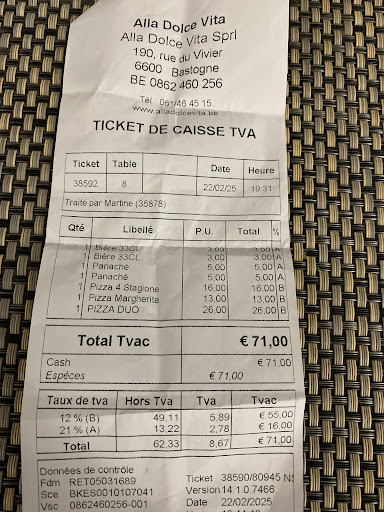 Alla Dolce Vita
Alla Dolce Vita Sprl
190, rue du Vivier
6600 Bastogne
BE 0862 460 256
Tél : 061/46 45 15
www.alladolcevita.be
TICKET DE CAISSE TVA
Ticket Table Date Heure
38592 8 22/02/25 19:31
Traité par Martine (35878)
Qté Libellé P.U. Total %
1 Bière 33CL 3,00 3,00 A
1 Bière 33CL 3,00 3,00 A
1 Panaché 5,00 5,00 A
1 Panaché 5,00 5,00 A
1 Pizza 4 Stagione 16,00 16,00 B
1 Pizza Margherita 13,00 13,00 B
1 PIZZA DUO 26,00 26,00 B
Total Tvac € 71,00
Cash € 71,00
Espèces € 71,00
Taux de tva Hors Tva Tva Tvac
12 % (B) 49,11 5,89 € 55,00
21 % (A) 13,22 2,78 € 16,00
Total 62,33 8,67 € 71,00
Données de contrôle
Fdm RET05031689 Ticket 38590/80945 NS
Sce BKES0010107041 Version 14.1.0.7466
Vsc 0862460256-001 Date 22/02/2025